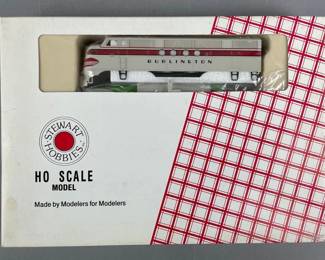 BURLINGTON
STEWART
HOBBIES
HO SCALE
MODEL
Made by Modelers for Modelers